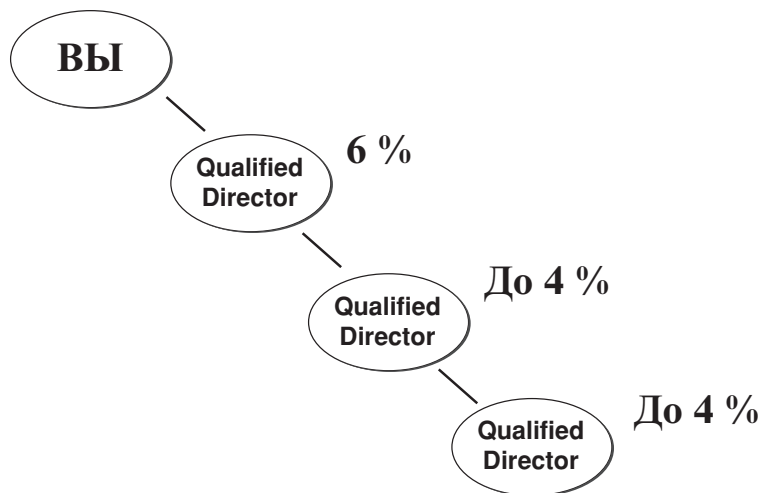 ВЫ
6 %
Qualified
Director
До 4 %
Qualified
Director
До 4 %
Qualified
Director